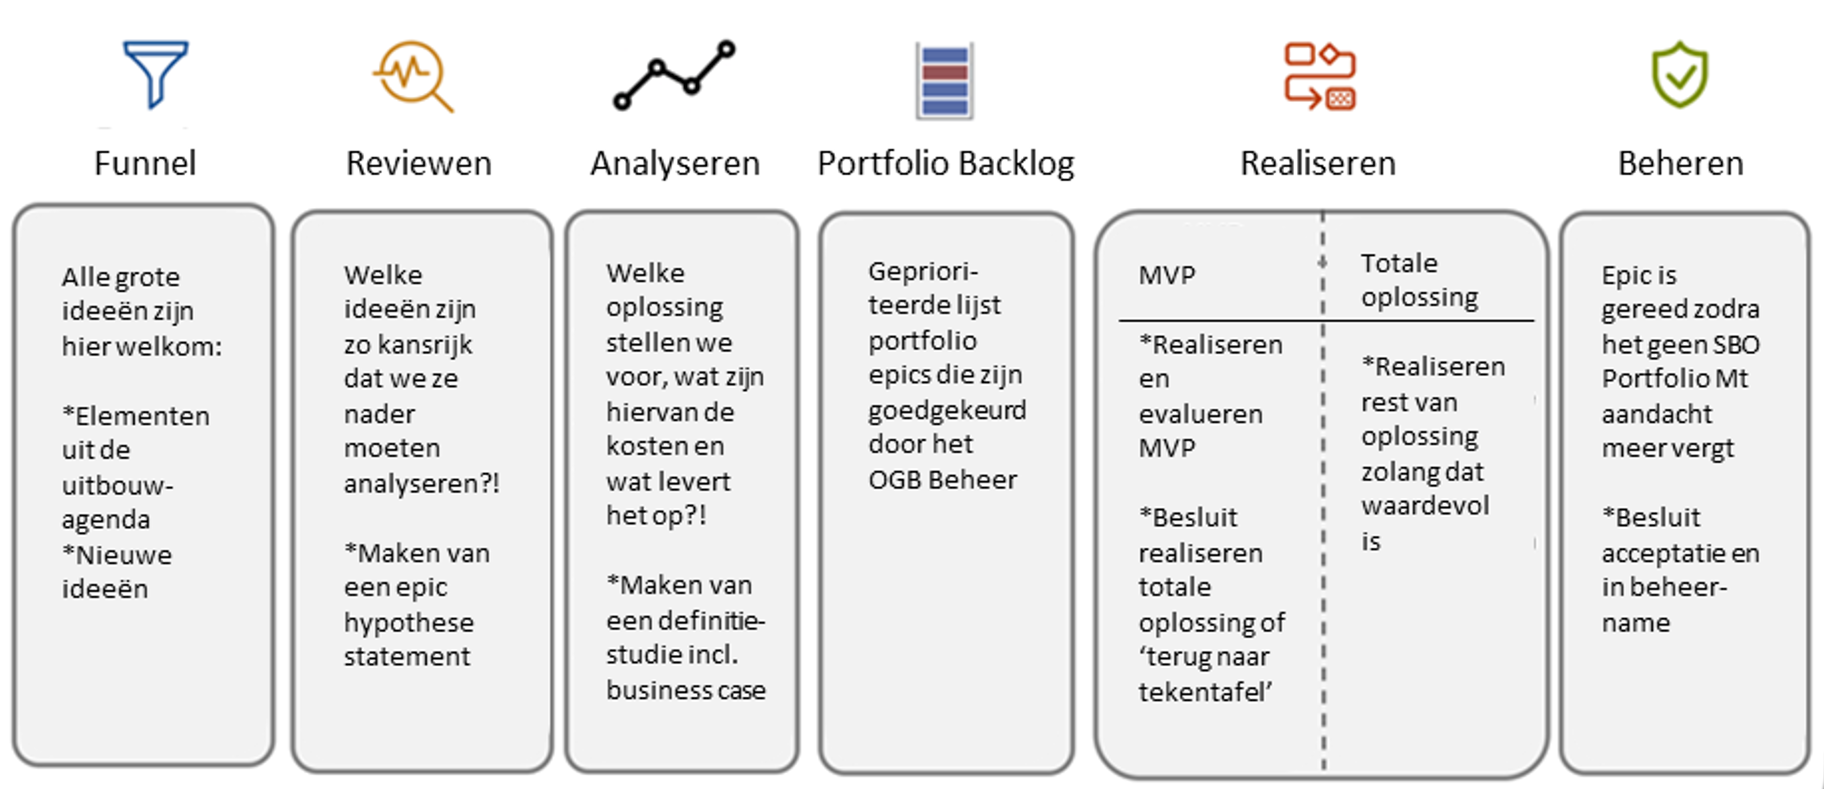 Funnel
Alle grote
ideeën zijn
hier welkom:
*Elementen
uit de
uitbouw-
agenda
*Nieuwe
ideeën
Reviewen
Welke
ideeën zijn
zo kansrijk
dat we ze
nader
moeten
analyseren?!
*Maken van
een epic
hypothese
statement
Analyseren
Welke
oplossing
stellen we
voor, wat zijn
hiervan de
kosten en
wat levert
het op?!
*Maken van
een definitie-
studie incl.
business case
Portfolio Backlog
Gepriori-
teerde lijst
portfolio
epics die zijn
goedgekeurd
door het
OGB Beheer
Realiseren
MVP
*Realiseren
en
evalueren
MVP
*Besluit
realiseren
totale
oplossing of
‘terug naar
tekentafel’
Totale
oplossing
*Realiseren
rest van
oplossing
zolang dat
waardevol
is
Beheren
Epic is
gereed zodra
het geen SBO
Portfolio Mt
aandacht
meer vergt
*Besluit
acceptatie en
in beheer-
name